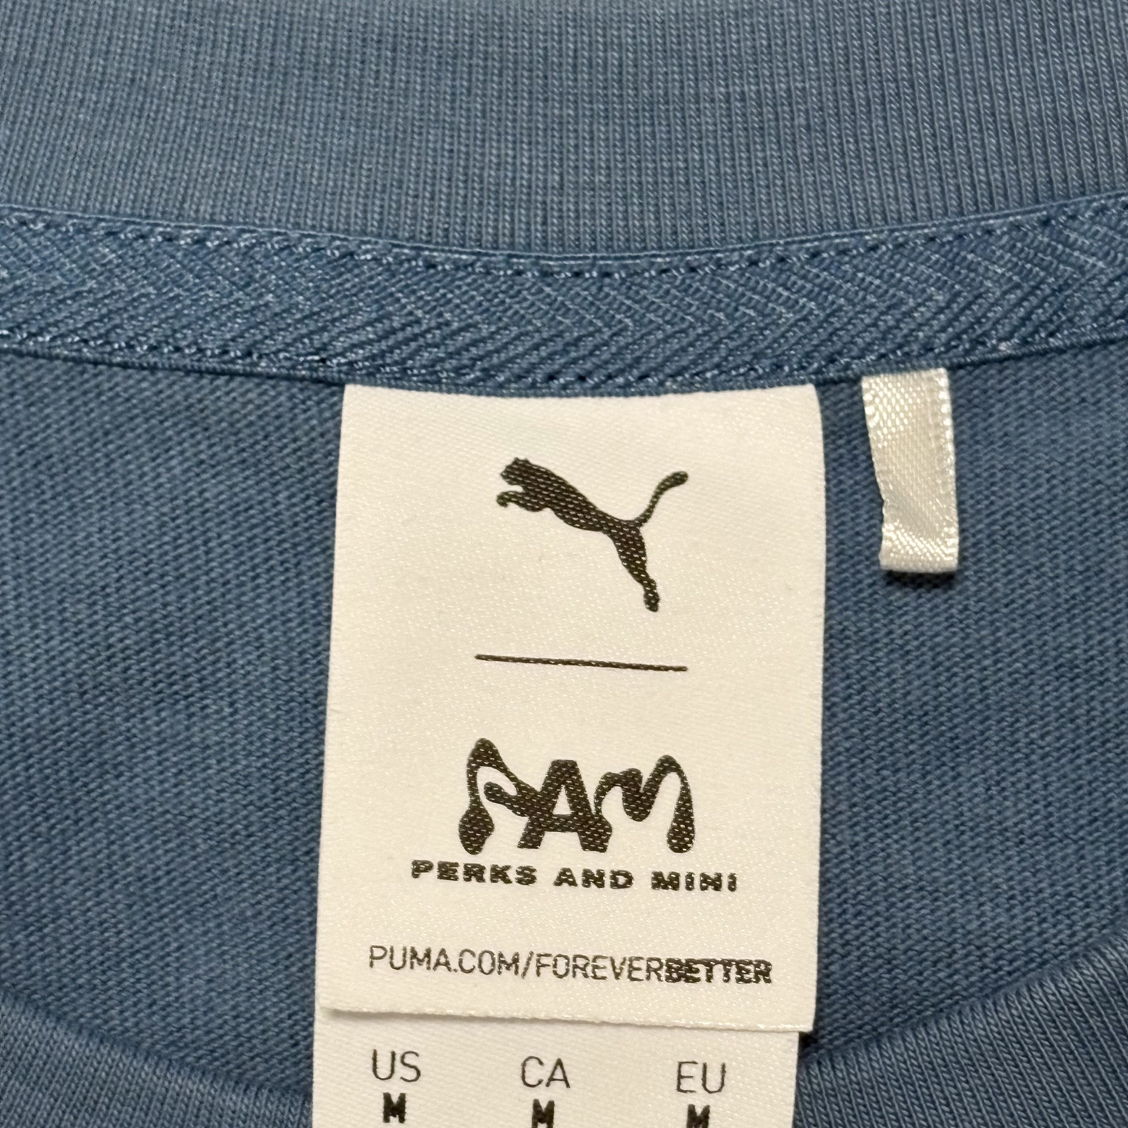 PAM
PERKS AND MINI
PUMA.COM/FOREVERBETTER
US CA EU
M M M